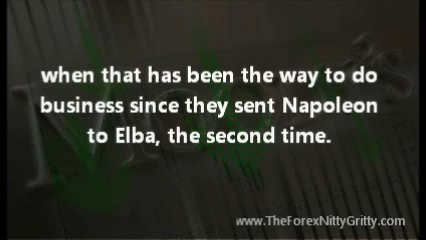 when that has been the way to do
business since they sent Napoleon
to Elba, the second time.
www.TheForexNittyGritty.com